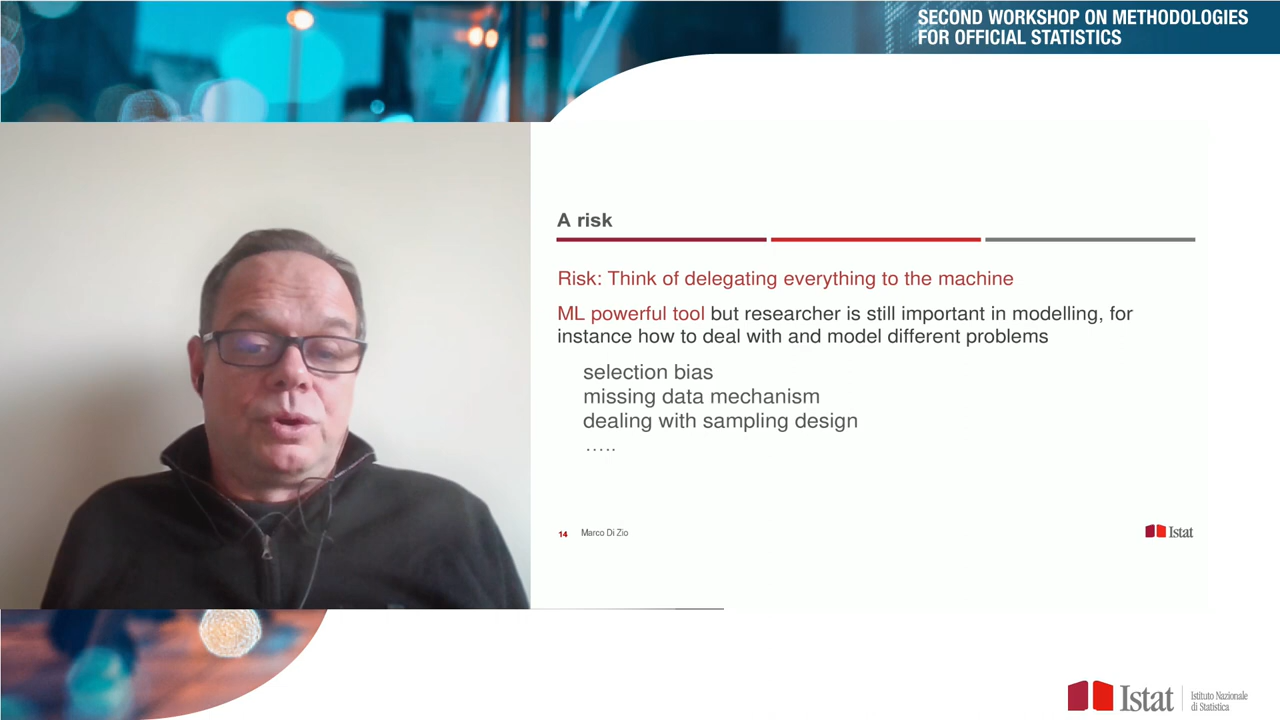 SECOND WORKSHOP ON METHODOLOGIES
FOR OFFICIAL STATISTICS
A risk
Risk: Think of delegating everything to the machine
ML powerful tool but researcher is still important in modelling, for
instance how to deal with and model different problems
selection bias
missing data mechanism
dealing with sampling design
.....
14 Marco Di Zio
Istat
Istat
Istituto Nazionale
di Statistica